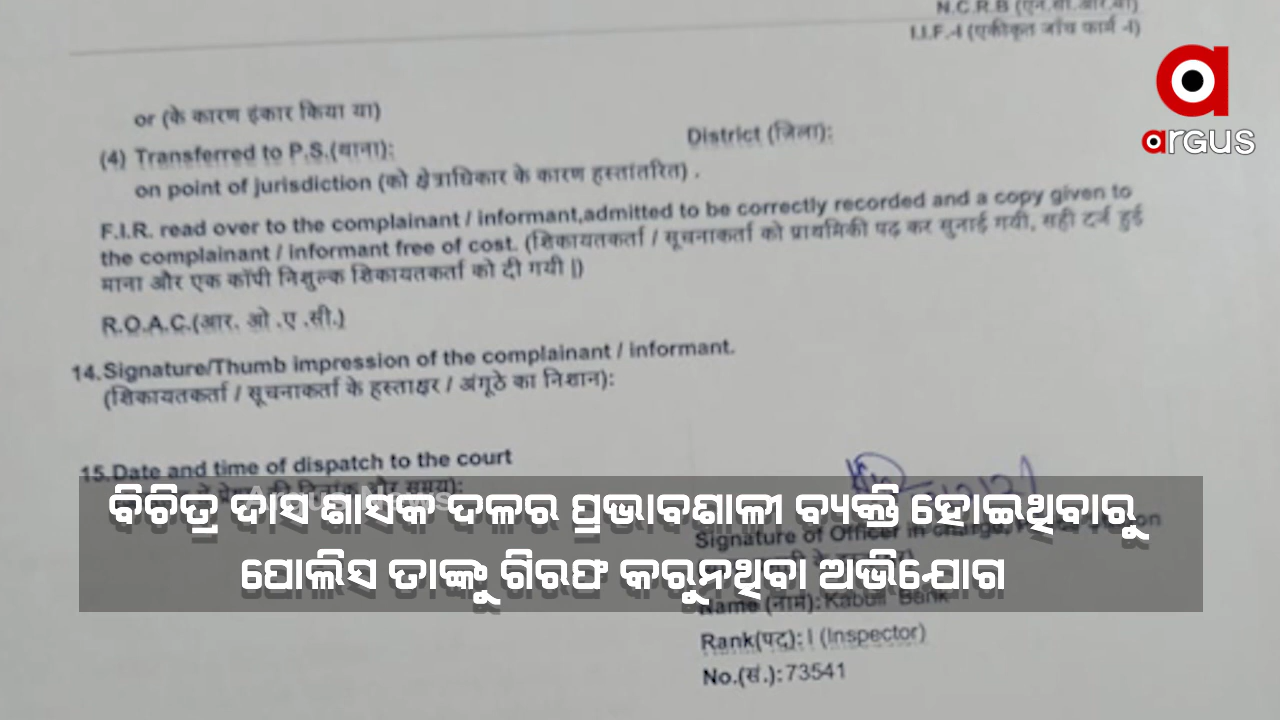 N.C.R.B (एन.सी.आर.बी)
I.I.F.-I (एकीकृत जाँच फार्म -I)
argus
or (के कारण इंकार किया या)
(4) Transferred to P.S.(थाना):
District (जिला):
on point of jurisdiction (को क्षेत्राधिकार के कारण हस्तांतरित) .
F.I.R. read over to the complainant / informant,admitted to be correctly recorded and a copy given to
the complainant / informant free of cost. (शिकायतकर्ता / सूचनाकर्ता को प्राथमिकी पढ़ कर सुनाई गयी, सही दर्ज हुई
माना और एक कॉपी निशुल्क शिकायतकर्ता को दी गयी |)
R.O.A.C.(आर. ओ .ए .सी.)
14. Signature/Thumb impression of the complainant / informant.
(शिकायतकर्ता / सूचनाकर्ता के हस्ताक्षर / अंगूठे का निशान):
15. Date and time of dispatch to the court
ବିଚିତ୍ର ଦାସ ଶାସକ ଦଳର ପ୍ରଭାବଶାଳୀ ବ୍ୟକ୍ତି ହୋଇଥିବାରୁ
ପୋଲିସ ତାଙ୍କୁ ଗିରଫ କରୁନଥିବା ଅଭିଯୋଗ
Signature of Officer in charge,
Name (नाम): Kabuli Barik
Rank(पद): I (Inspector)
No.(सं.): 73541